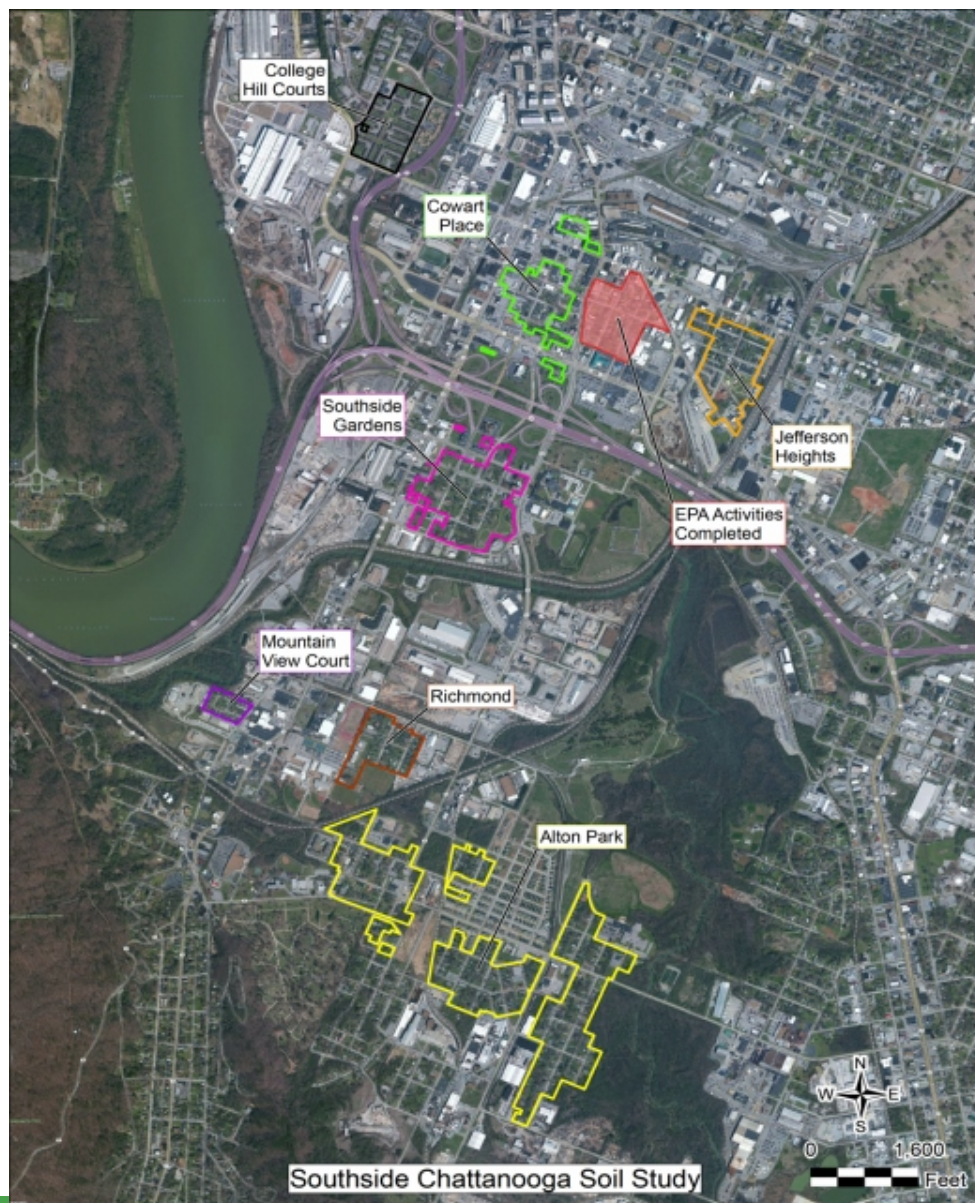 College
Hill Courts
Cowart
Place
Southside
Gardens
Jefferson
Heights
EPA Activities
Completed
Mountain
View Court
Richmond
Alton Park
N
W E
S
0 1,600
Feet
Southside Chattanooga Soil Study